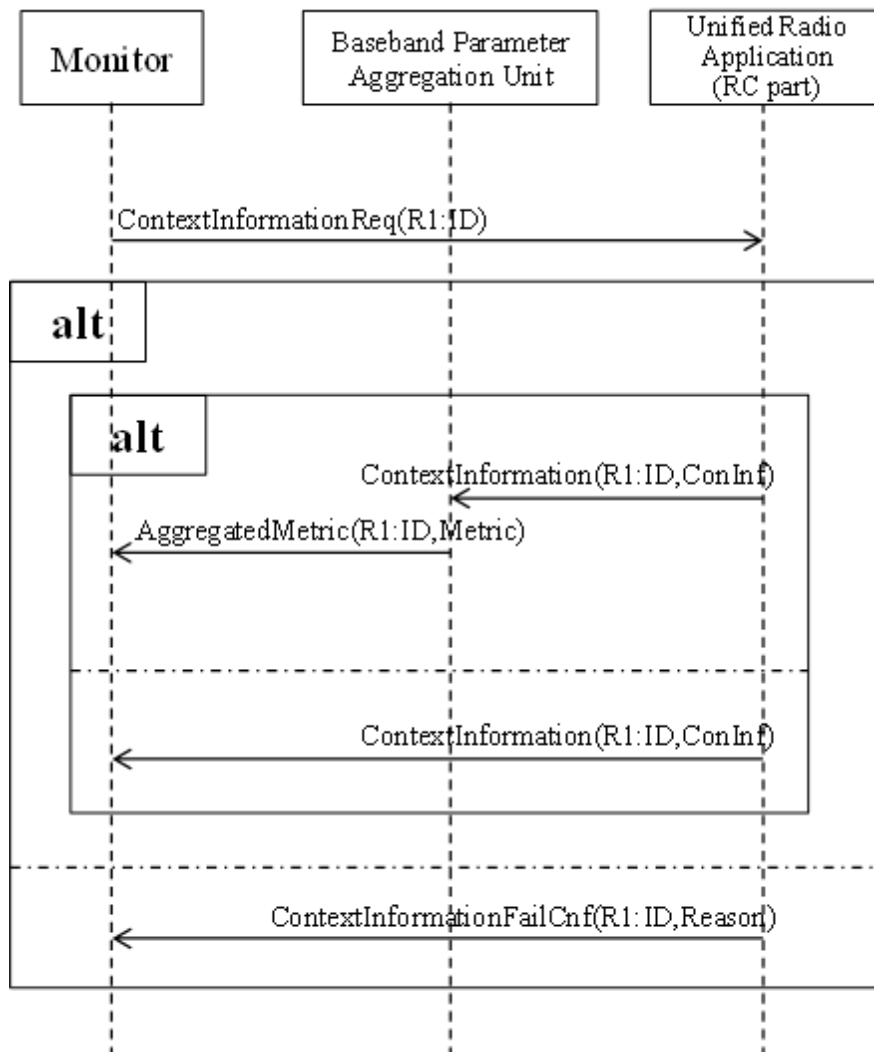 Monitor
Baseband Parameter
Aggregation Unit
Unified Radio
Application
(RC part)
ContextInformationReq(R1:ID)
alt
alt
ContextInformation(R1:ID,ConInf)
AggregatedMetric(R1:ID,Metric)
ContextInformation(R1:ID,ConInf)
ContextInformationFailCnf(R1:ID,Reason)